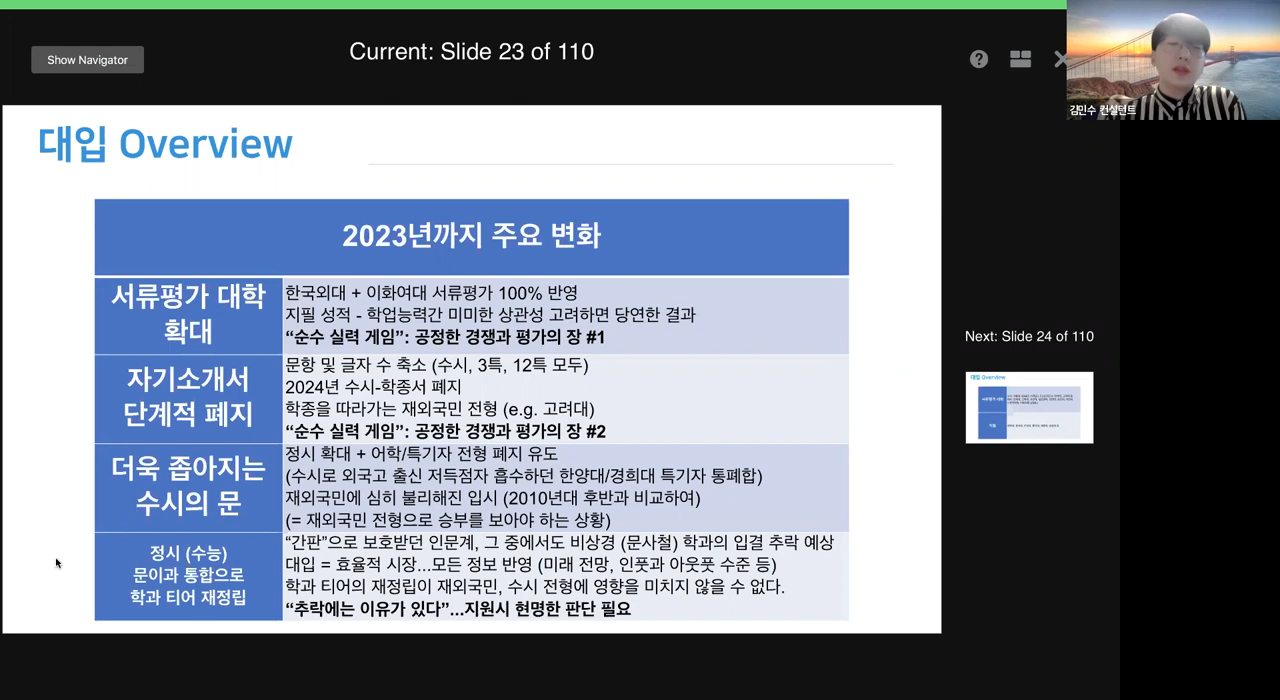 Show Navigator
Current: Slide 23 of 110
김민수 컨설턴트
대입 Overview
2023년까지 주요 변화
서류평가 대학
확대
한국외대 + 이화여대 서류평가 100% 반영
지필 성적 - 학업능력간 미미한 상관성 고려하면 당연한 결과
“순수 실력 게임”: 공정한 경쟁과 평가의 장 #1
자기소개서
단계적 폐지
문항 및 글자 수 축소 (수시, 3특, 12특 모두)
2024년 수시-학종서 폐지
학종을 따라가는 재외국민 전형 (e.g. 고려대)
“순수 실력 게임”: 공정한 경쟁과 평가의 장 #2
더욱 좁아지는
수시의 문
정시 확대 + 어학/특기자 전형 폐지 유도
(수시로 외국고 출신 저득점자 흡수하던 한양대/경희대 특기자 통폐합)
재외국민에 심히 불리해진 입시 (2010년대 후반과 비교하여)
(= 재외국민 전형으로 승부를 보아야 하는 상황)
정시 (수능)
문이과 통합으로
학과 티어 재정립
“간판”으로 보호받던 인문계, 그 중에서도 비상경 (문사철) 학과의 입결 추락 예상
대입 = 효율적 시장...모든 정보 반영 (미래 전망, 인풋과 아웃풋 수준 등)
학과 티어의 재정립이 재외국민, 수시 전형에 영향을 미치지 않을 수 없다.
“추락에는 이유가 있다”...지원시 현명한 판단 필요
Next: Slide 24 of 110
대입 Overview